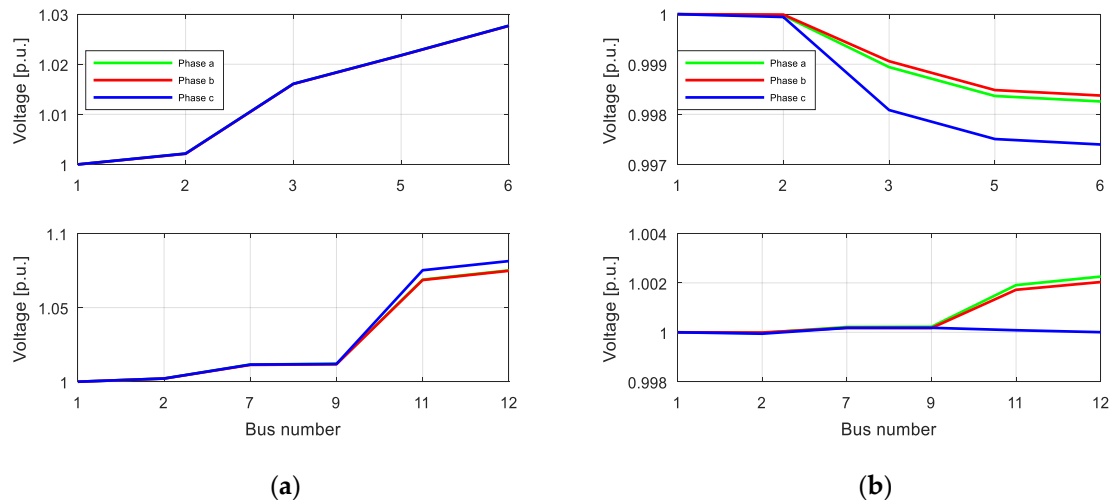 1.03
1.02
1.01
1
Voltage [p.u.]
Phase a
Phase b
Phase c
1 2 3 5 6
1
0.999
0.998
0.997
Voltage [p.u.]
Phase a
Phase b
Phase c
1 2 3 5 6
1.1
1.05
1
Voltage [p.u.]
1 2 7 9 11 12
Bus number
1.004
1.002
1
0.998
Voltage [p.u.]
1 2 7 9 11 12
Bus number
(a) (b)